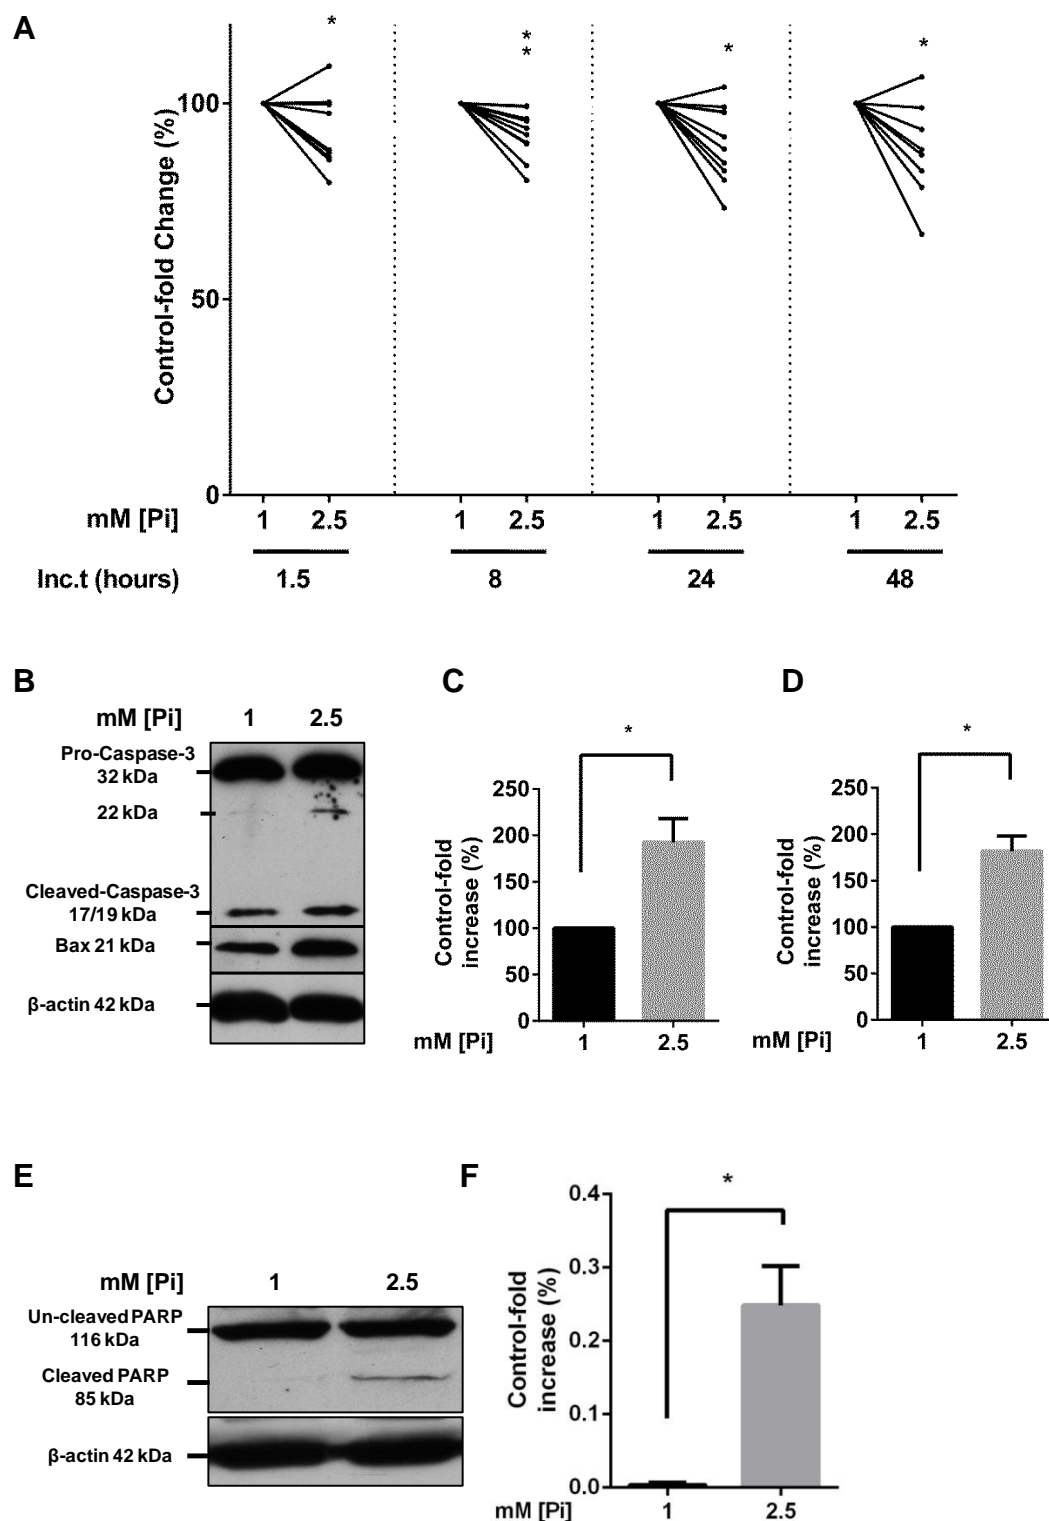 A
*
*
*
*
*
Control-fold Change (%)
100
50
0
mM [Pi] 1 2.5 1 2.5 1 2.5 1 2.5
Inc.t (hours) 1.5 8 24 48
B
mM [Pi] 1 2.5
Pro-Caspase-3
32 kDa
22 kDa
Cleaved-Caspase-3
17/19 kDa
Bax 21 kDa
β-actin 42 kDa
C
*
Control-fold
increase (%)
250
200
150
100
50
0
mM [Pi] 1 2.5
D
*
Control-fold
increase (%)
250
200
150
100
50
0
mM [Pi] 1 2.5
E
mM [Pi] 1 2.5
Un-cleaved PARP
116 kDa
Cleaved PARP
85 kDa
β-actin 42 kDa
F
*
Control-fold
increase (%)
0.4
0.3
0.2
0.1
0.0
mM [Pi] 1 2.5